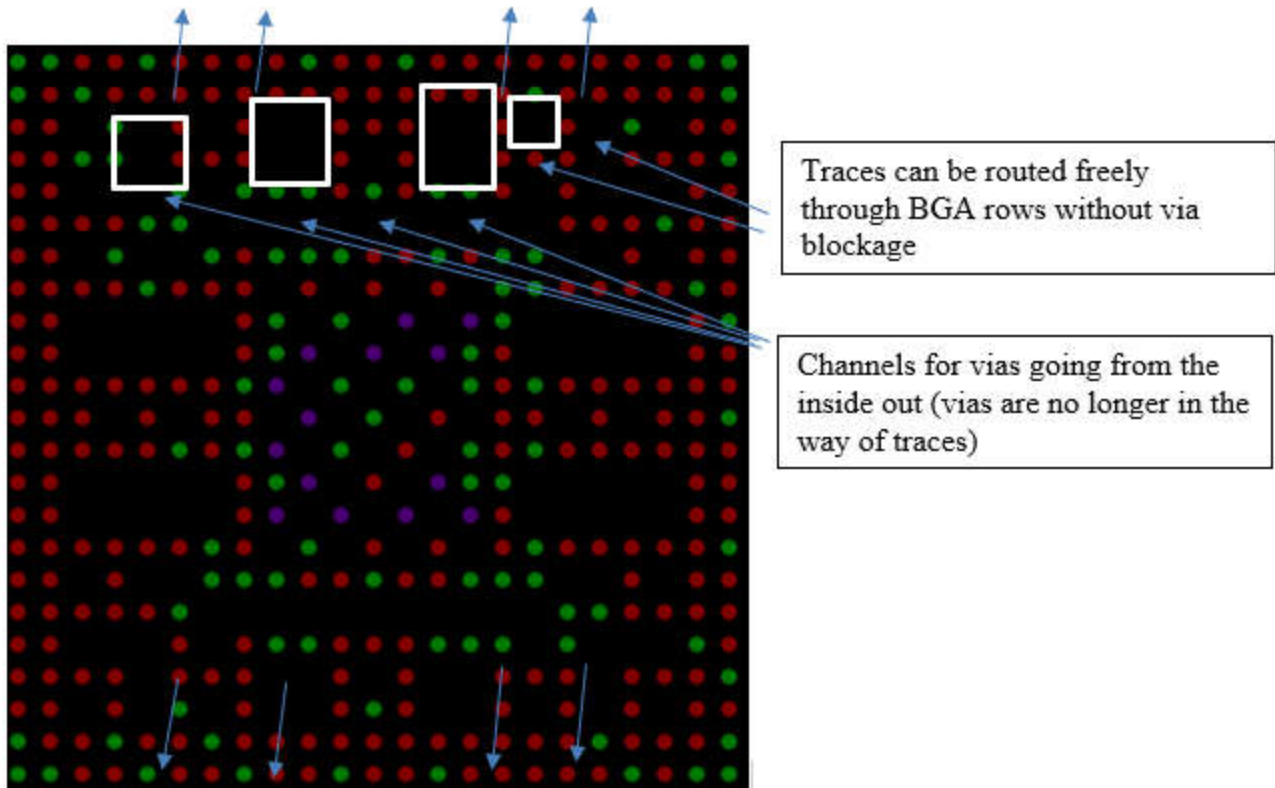 Traces can be routed freely
through BGA rows without via
blockage
Channels for vias going from the
inside out (vias are no longer in the
way of traces)